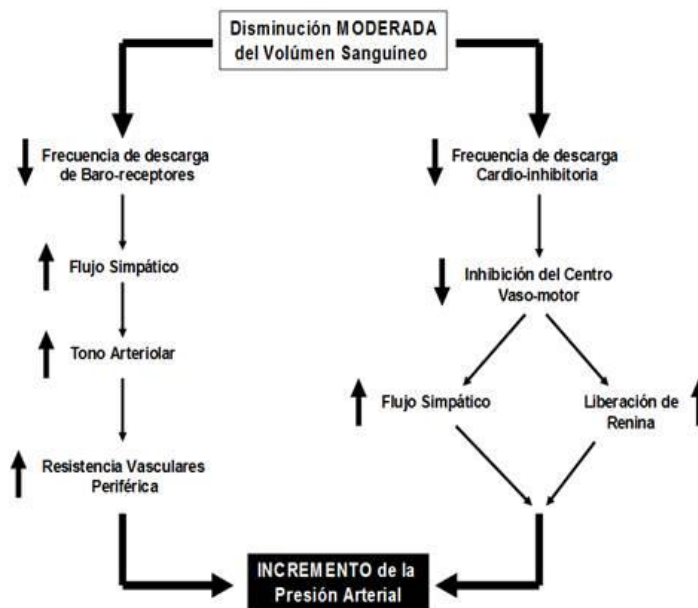 Disminución MODERADA
del Volúmen Sanguíneo
Frecuencia de descarga
de Baro-receptores
Flujo Simpático
Tono Arteriolar
Resistencia Vasculares
Periférica
Frecuencia de descarga
Cardio-inhibitoria
Inhibición del Centro
Vaso-motor
Flujo Simpático
Liberación de
Renina
INCREMENTO de la
Presión Arterial